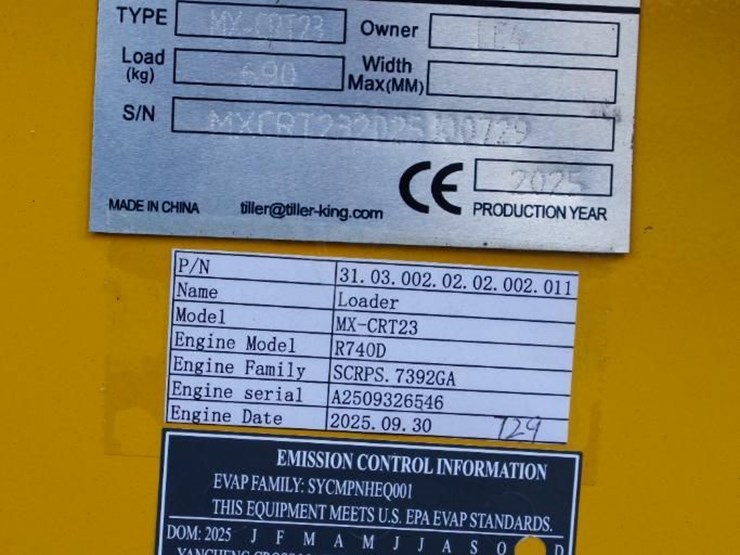 TYPE MX-CRT23 Owner
Load (kg) 690 Width Max(MM)
S/N
CE 2025
MADE IN CHINA tiller@tiller-king.com PRODUCTION YEAR
P/N 31.03.002.02.02.002.011
Name Loader
Model MX-CRT23
Engine Model R740D
Engine Family SCRPS.7392GA
Engine serial A2509326546
Engine Date 2025.09.30 729
EMISSION CONTROL INFORMATION
EVAP FAMILY: SYCMPNHEQ001
THIS EQUIPMENT MEETS U.S. EPA EVAP STANDARDS.
DOM: 2025 J F M A M J J A S O D